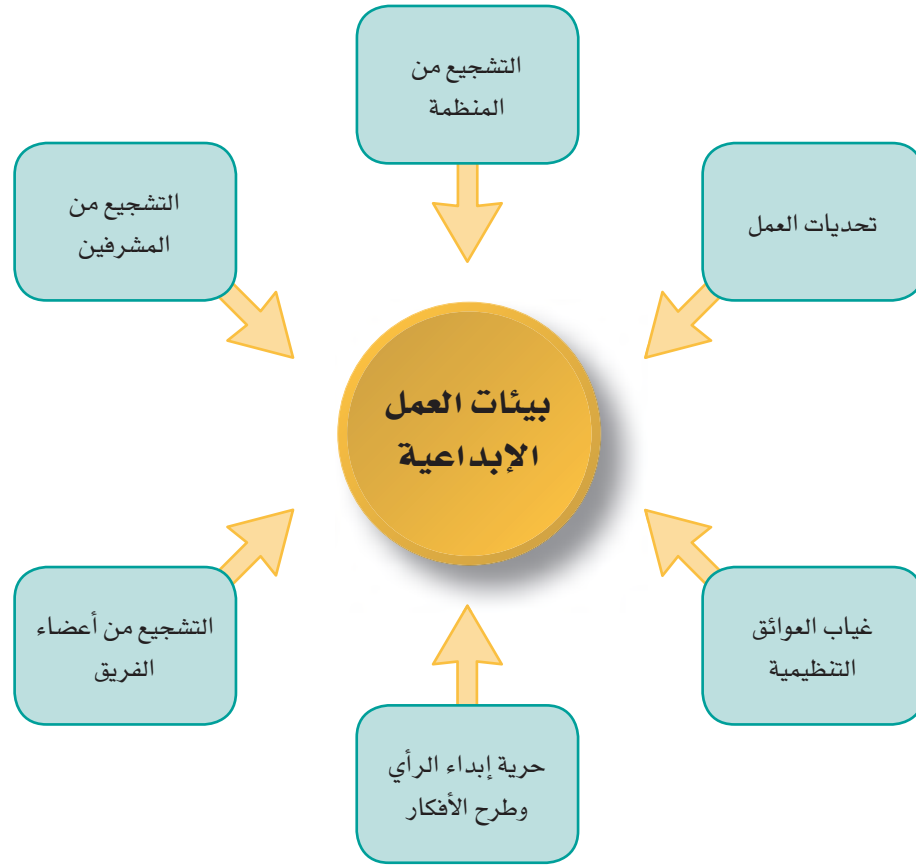 التشجيع من
المنظمة
تحديات العمل
التشجيع من
المشرفين
بيئات العمل
الإبداعية
غياب العوائق
التنظيمية
التشجيع من أعضاء
الفريق
حرية إبداء الرأي
وطرح الأفكار